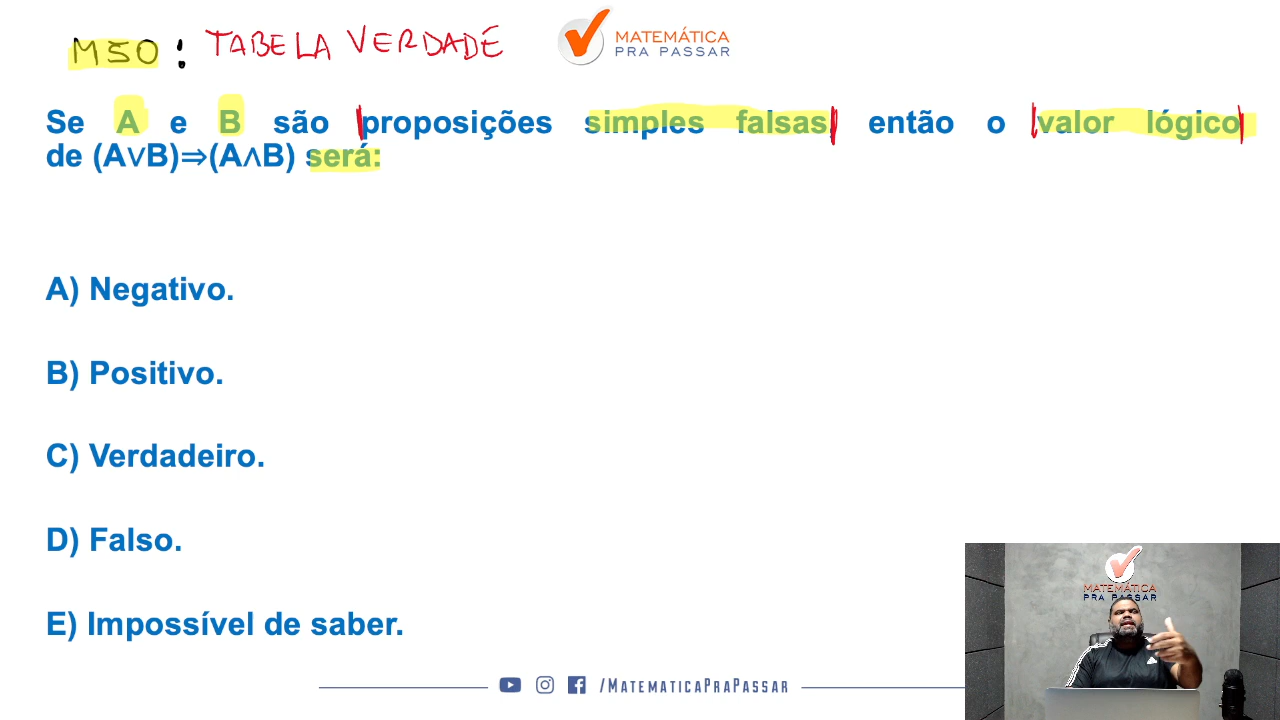 M50 : TABELA VERDADE
MATEMÁTICA
PRA PASSAR
Se A e B são proposições simples falsas, então o valor lógico
de (A∨B)⇒(A∧B) será:
A) Negativo.
B) Positivo.
C) Verdadeiro.
D) Falso.
E) Impossível de saber.
MATEMÁTICA
PRA PASSAR
/MATEMATICAPRAPASSAR